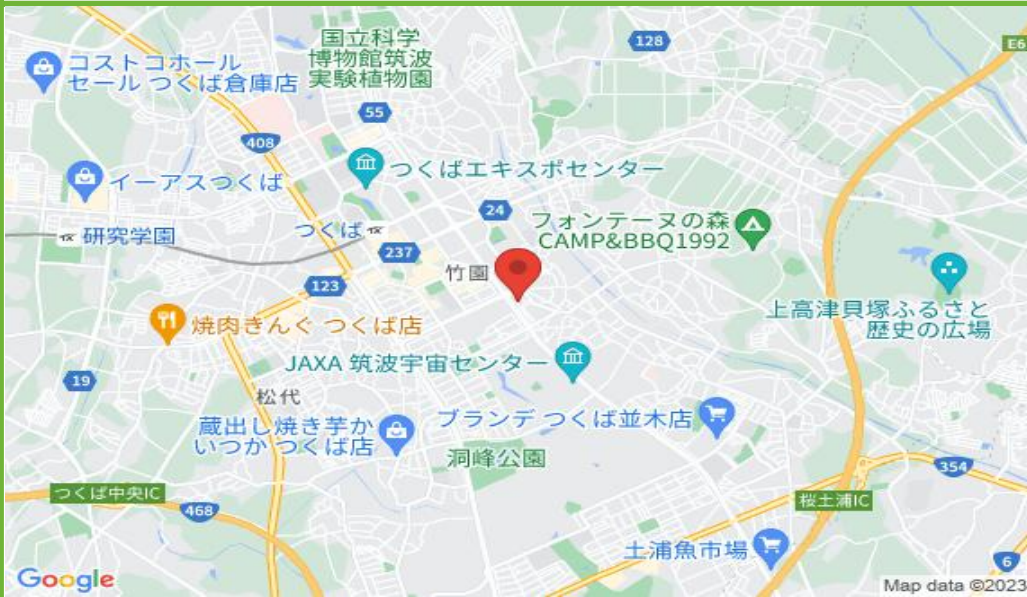 国立科学
博物館筑波
実験植物園
128
E6
コストコホール
セール つくば倉庫店
55
408
つくばエキスポセンター
イーアスつくば
24
フォンテーヌの森
CAMP&BBQ1992
つくば
TX
TX
研究学園
237
竹園
123
上高津貝塚ふるさと
歴史の広場
焼肉きんぐ つくば店
JAXA 筑波宇宙センター
19
松代
蔵出し焼き芋か
いつか つくば店
ブランデ つくば並木店
洞峰公園
354
つくば中央IC
468
桜土浦IC
土浦魚市場
6
Google
Map data ©2023